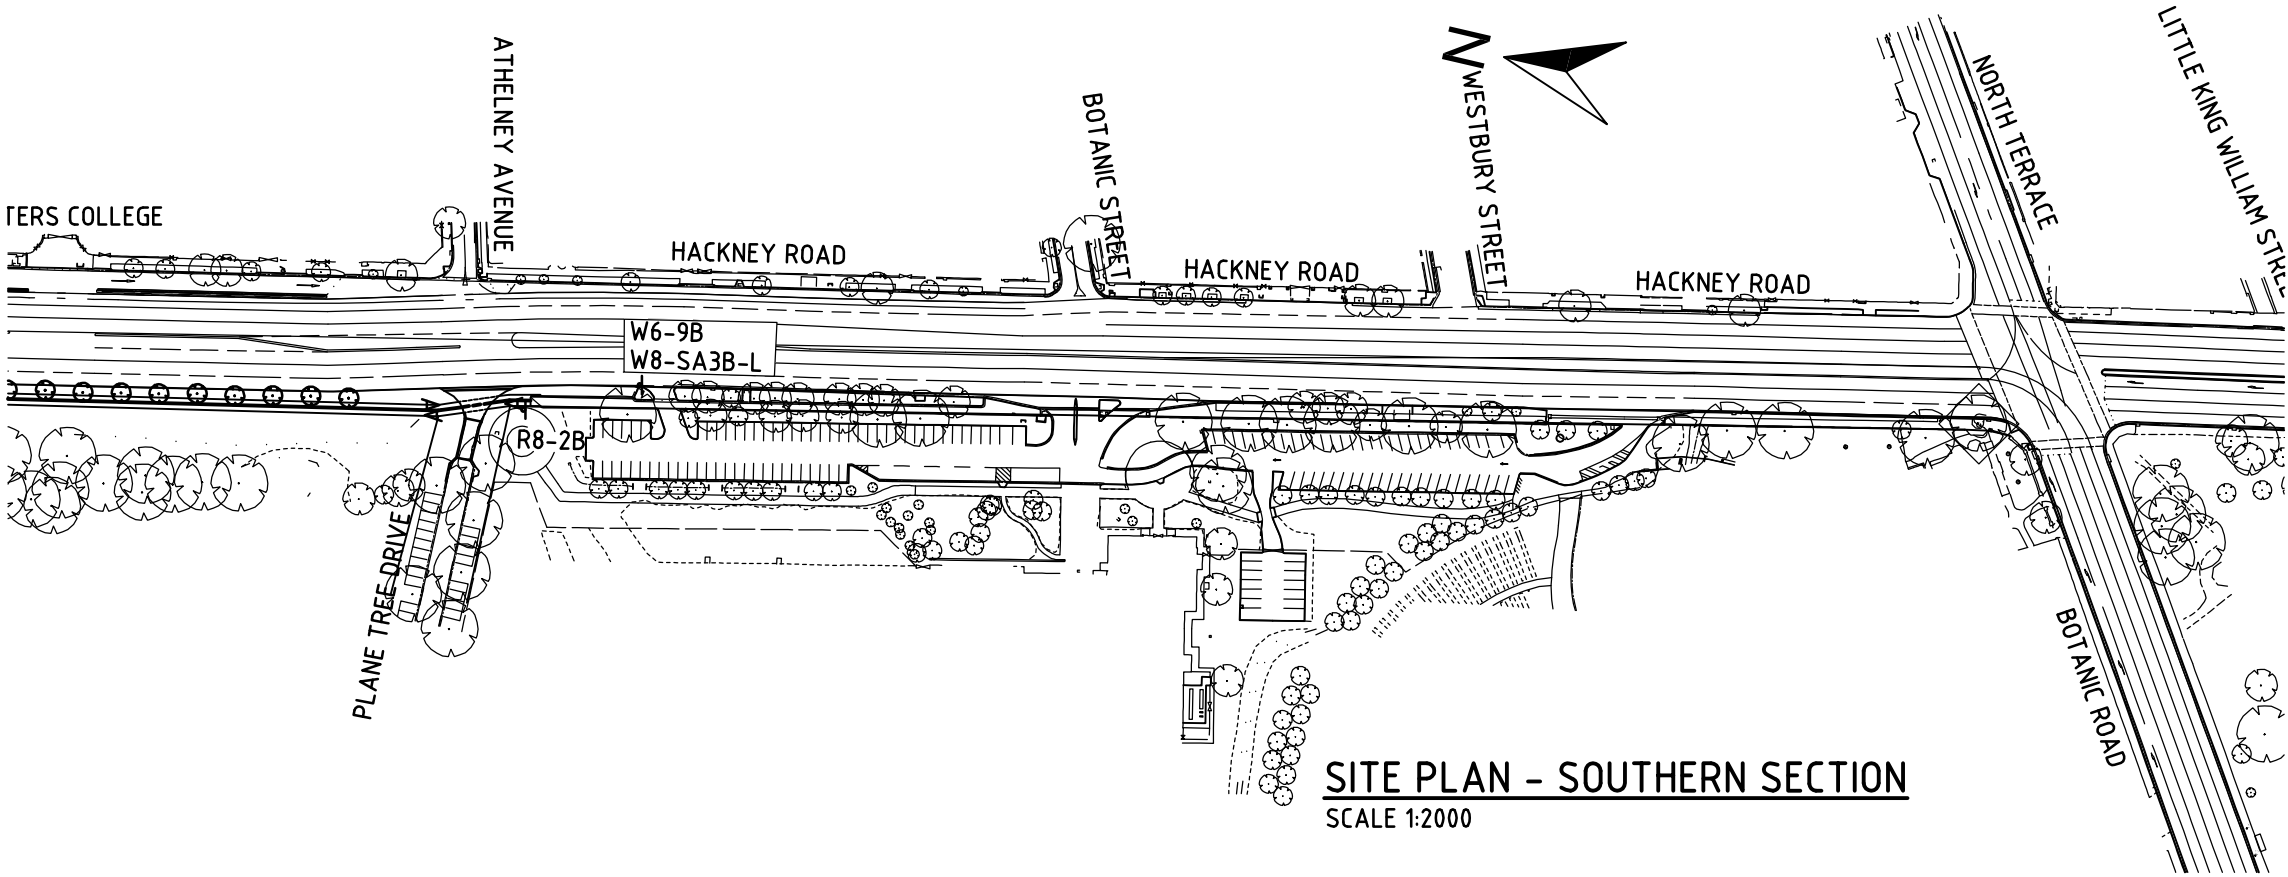 N
ATHELNEY AVENUE
BOTANIC STREET
WESTBURY STREET
NORTH TERRACE
LITTLE KING WILLIAM STREE
TERS COLLEGE
HACKNEY ROAD
HACKNEY ROAD
HACKNEY ROAD
W6-9B
W8-SA3B-L
R8-2B
PLANE TREE DRIVE
BOTANIC ROAD
SITE PLAN - SOUTHERN SECTION
SCALE 1:2000